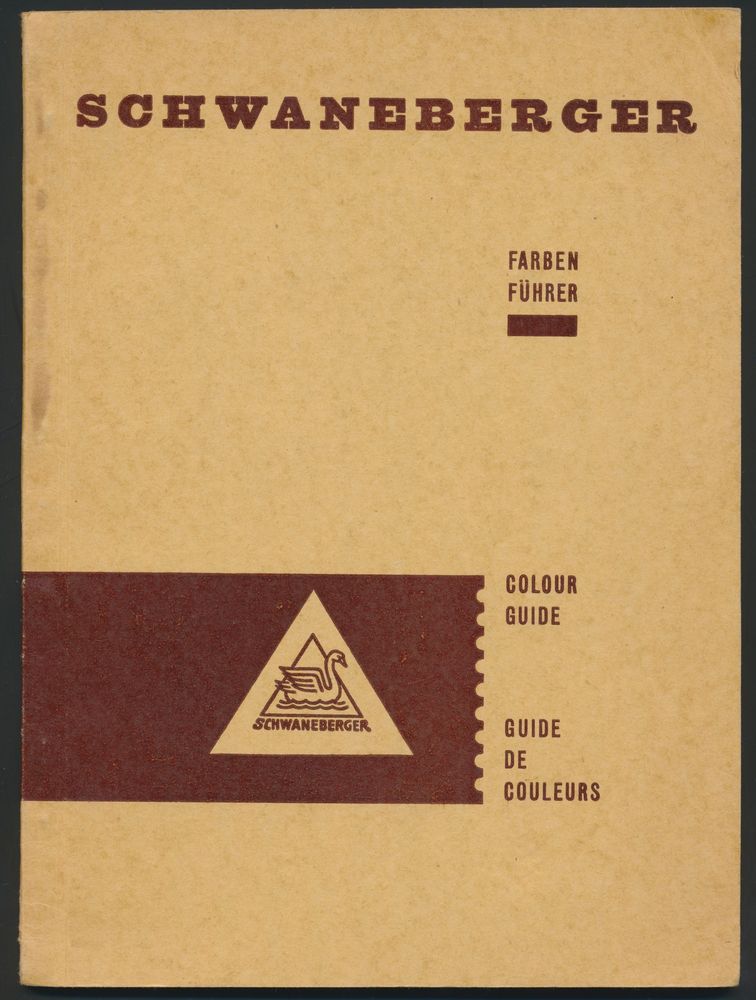 SCHWANEBERGER
FARBEN
FÜHRER
COLOUR
GUIDE
SCHWANEBERGER
GUIDE
DE
COULEURS